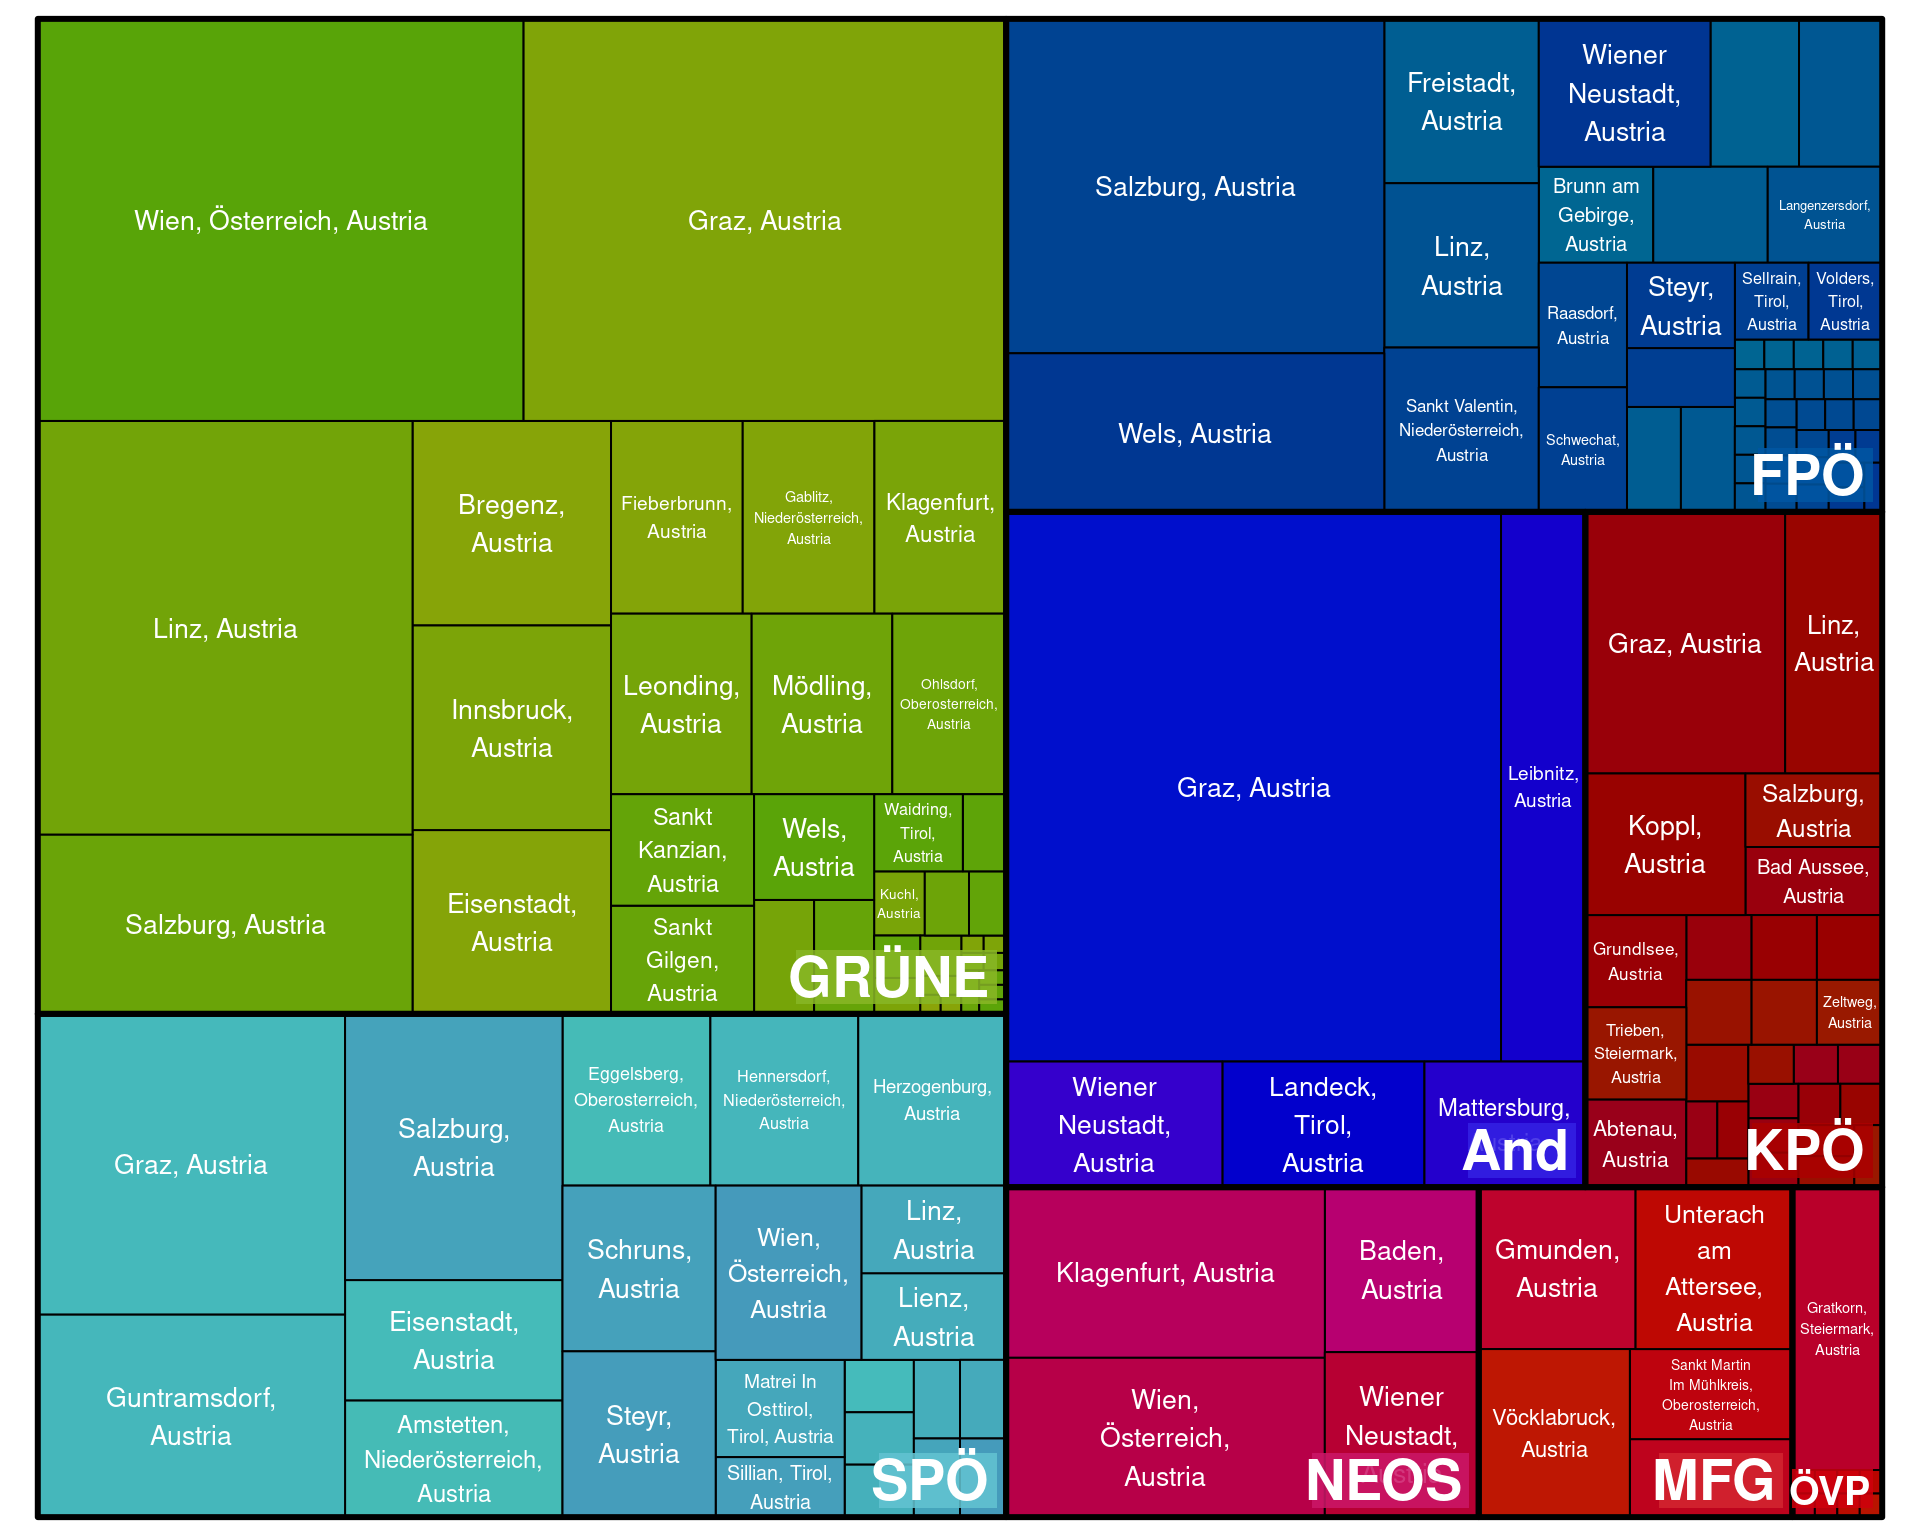 Wien, Österreich, Austria
Graz, Austria
Linz, Austria
Bregenz,
Austria
Fieberbrunn,
Austria
Gablitz,
Niederösterreich,
Austria
Klagenfurt,
Austria
Innsbruck,
Austria
Leonding,
Austria
Mödling,
Austria
Ohlsdorf,
Oberosterreich,
Austria
Salzburg, Austria
Eisenstadt,
Austria
Sankt
Kanzian,
Austria
Wels,
Austria
Waidring,
Tirol,
Austria
Kuchl,
Austria
Sankt
Gilgen,
Austria
GRÜNE
Graz, Austria
Salzburg,
Austria
Eggelsberg,
Oberosterreich,
Austria
Hennersdorf,
Niederösterreich,
Austria
Herzogenburg,
Austria
Guntramsdorf,
Austria
Eisenstadt,
Austria
Amstetten,
Niederösterreich,
Austria
Schruns,
Austria
Wien,
Österreich,
Austria
Linz,
Austria
Lienz,
Austria
Steyr,
Austria
Matrei In
Osttirol,
Tirol, Austria
Sillian, Tirol,
Austria
SPÖ
Salzburg, Austria
Wels, Austria
Freistadt,
Austria
Linz,
Austria
Sankt Valentin,
Niederösterreich,
Austria
Wiener
Neustadt,
Austria
Brunn am
Gebirge,
Austria
Langenzersdorf,
Austria
Raasdorf,
Austria
Steyr,
Austria
Sellrain,
Tirol,
Austria
Volders,
Tirol,
Austria
Schwechat,
Austria
FPÖ
Graz, Austria
Leibnitz,
Austria
Wiener
Neustadt,
Austria
Landeck,
Tirol,
Austria
Mattersburg,
Austria
And
Graz, Austria
Linz,
Austria
Koppl,
Austria
Salzburg,
Austria
Bad Aussee,
Austria
Grundlsee,
Austria
Trieben,
Steiermark,
Austria
Zeltweg,
Austria
Abtenau,
Austria
KPÖ
Klagenfurt, Austria
Baden,
Austria
Wien,
Österreich,
Austria
Wiener
Neustadt,
Austria
NEOS
Gmunden,
Austria
Unterach
am
Attersee,
Austria
Vöcklabruck,
Austria
Sankt Martin
Im Mühlkreis,
Oberosterreich,
Austria
MFG
Gratkorn,
Steiermark,
Austria
ÖVP